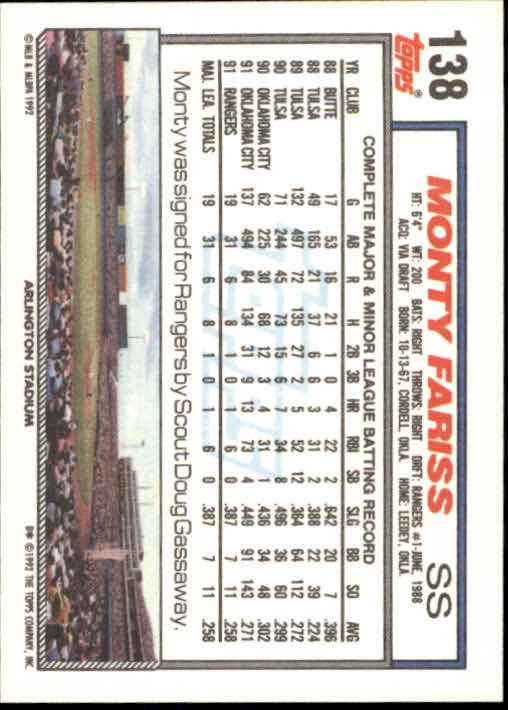 138
TOPPS®
MONTY FARISS SS
HT: 6'4" WT: 200 BATS: RIGHT THROWS: RIGHT DRFT: RANGERS #1-JUNE, 1988
ACQ: VIA DRAFT BORN: 10-13-67, CORDELL, OKLA. HOME: LEEDEY, OKLA.
COMPLETE MAJOR & MINOR LEAGUE BATTING RECORD
YR CLUB G AB R H 2B 3B HR RBI SB SLG BB SO AVG
88 BUTTE 17 53 16 21 1 0 4 22 2 .642 20 7 .396
88 TULSA 49 165 21 37 6 6 3 31 2 .388 22 39 .224
89 TULSA 132 497 72 135 27 2 5 52 12 .364 64 112 .272
90 TULSA 71 244 45 73 15 6 7 34 8 .496 36 60 .299
90 OKLAHOMA CITY 62 225 30 68 12 3 4 31 1 .436 34 48 .302
91 OKLAHOMA CITY 137 494 84 134 31 9 13 73 4 .449 91 143 .271
91 RANGERS 19 31 6 8 1 0 1 6 0 .387 7 11 .258
MAJ. LEA. TOTALS 19 31 6 8 1 0 1 6 0 .387 7 11 .258
Monty was signed for Rangers by Scout Doug Gassaway.
©MLB & MLBPA 1992
ARLINGTON STADIUM
D* ©1992 THE TOPPS COMPANY, INC.